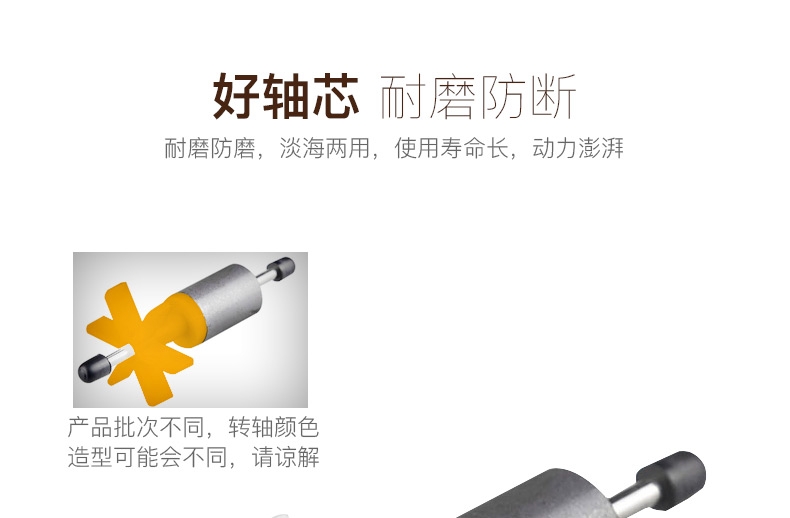 好轴芯 耐磨防断
耐磨防磨，淡海两用，使用寿命长，动力澎湃
产品批次不同，转轴颜色
造型可能会不同，请谅解